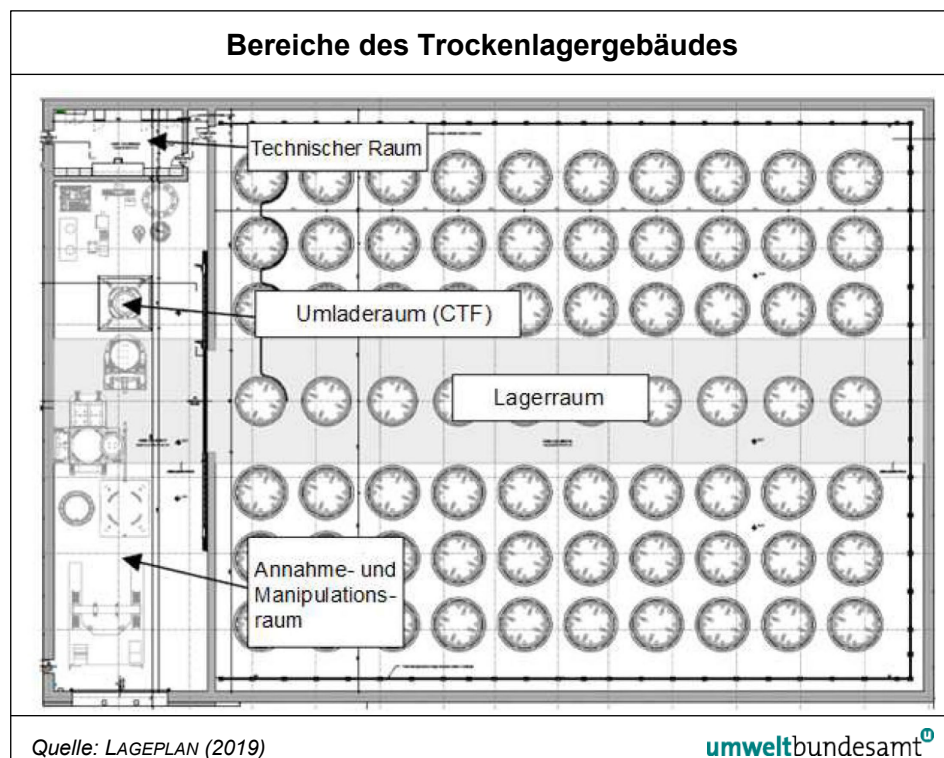 Bereiche des Trockenlagergebäudes
Technischer Raum
Umladeraum (CTF)
Lagerraum
Annahme- und
Manipulations-
raum
Quelle: LAGEPLAN (2019)
umweltbundesamt